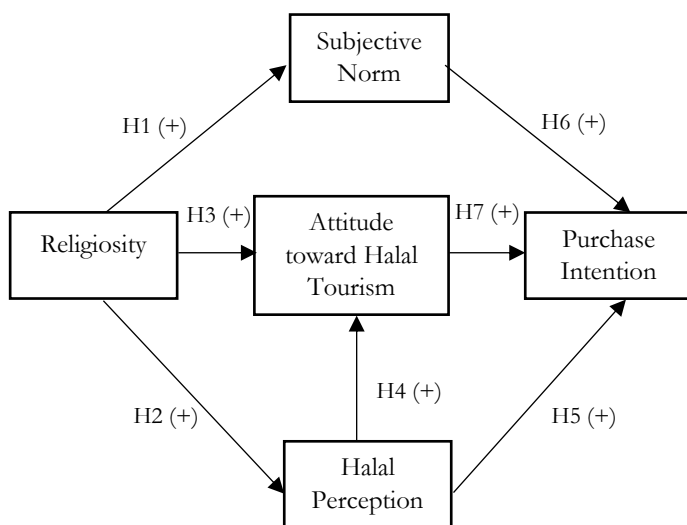 Subjective
Norm
H1 (+)
H6 (+)
Religiosity
H3 (+)
Attitude
toward Halal
Tourism
H7 (+)
Purchase
Intention
H2 (+)
H4 (+)
H5 (+)
Halal
Perception